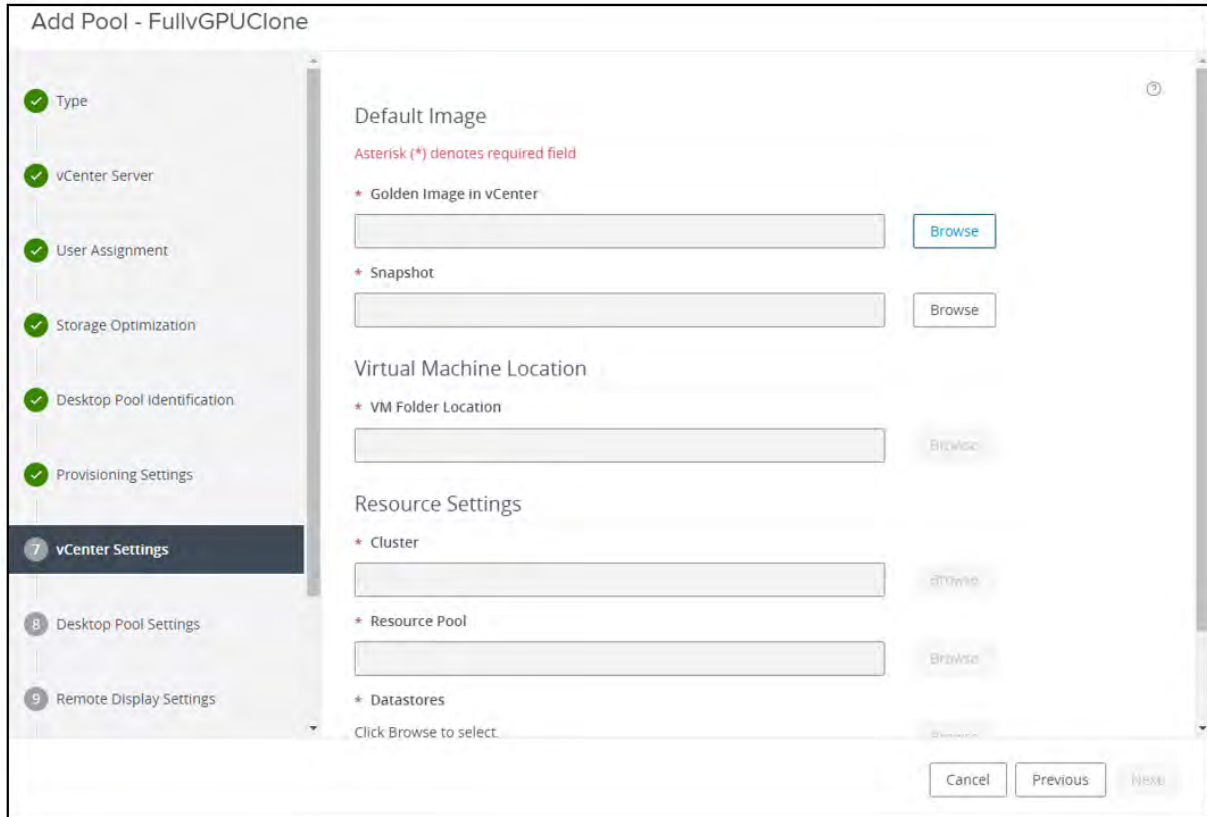 Add Pool - FullvGPUClone
Type
vCenter Server
User Assignment
Storage Optimization
Desktop Pool Identification
Provisioning Settings
7 vCenter Settings
8 Desktop Pool Settings
9 Remote Display Settings
Default Image
Asterisk (*) denotes required field
* Golden Image in vCenter
Browse
* Snapshot
Browse
Virtual Machine Location
* VM Folder Location
Browse
Resource Settings
* Cluster
Browse
* Resource Pool
Browse
* Datastores
Click Browse to select
Browse
Cancel
Previous
Next